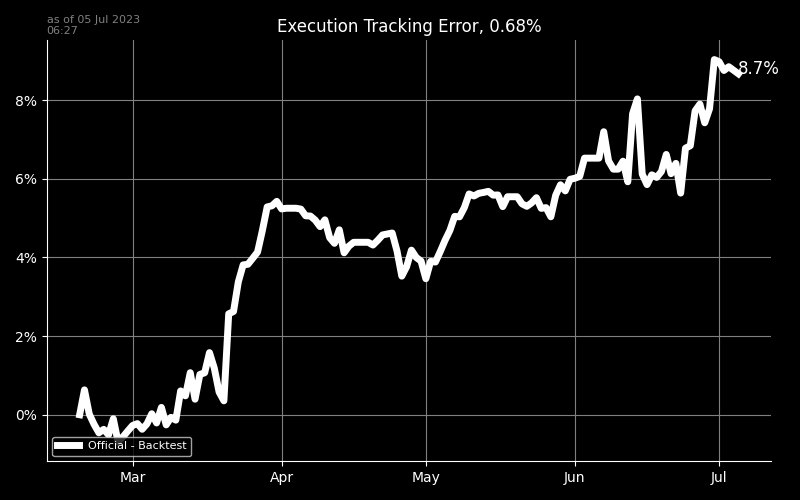 as of 05 Jul 2023
06:27
Execution Tracking Error, 0.68%
8.7%
8%
6%
4%
2%
0%
Official - Backtest
Mar
Apr
May
Jun
Jul